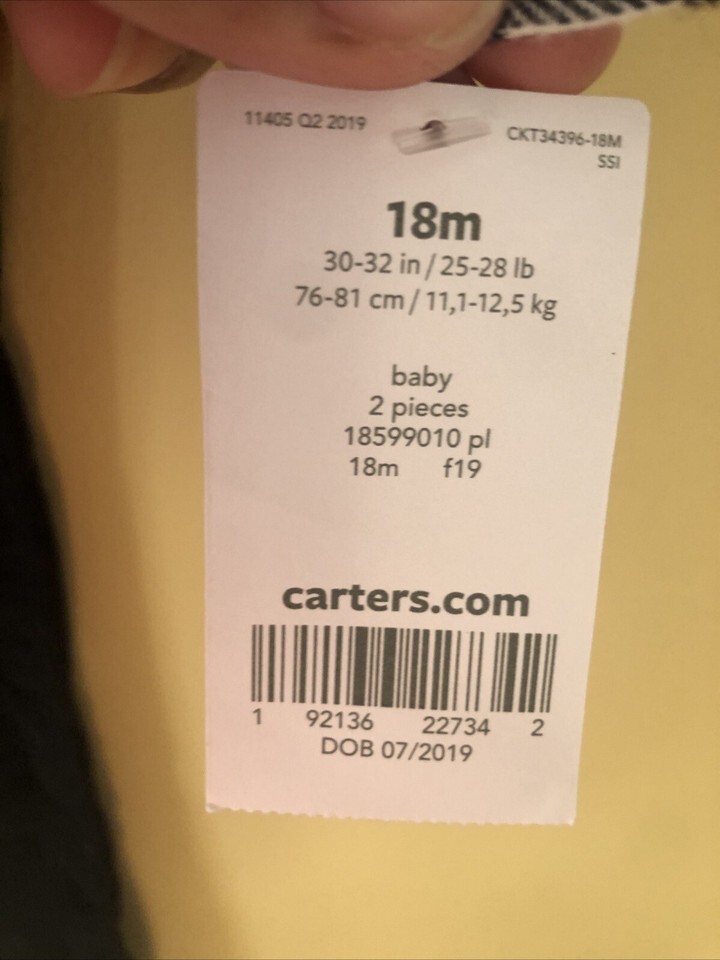 11405 Q2 2019
CKT34396-18M
SSI
18m
30-32 in / 25-28 lb
76-81 cm / 11,1-12,5 kg
baby
2 pieces
18599010 pl
18m f19
carters.com
1 92136 22734 2
DOB 07/2019